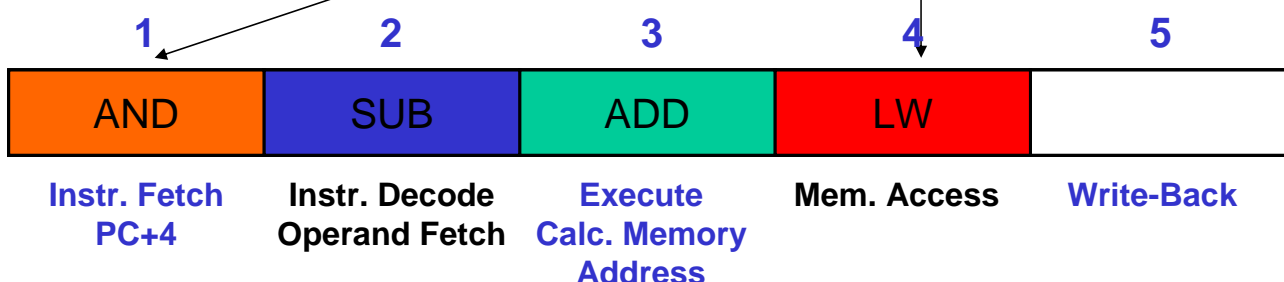 1 2 3 4 5
AND SUB ADD LW
Instr. Fetch Instr. Decode Execute Mem. Access Write-Back
PC+4 Operand Fetch Calc. Memory
Address